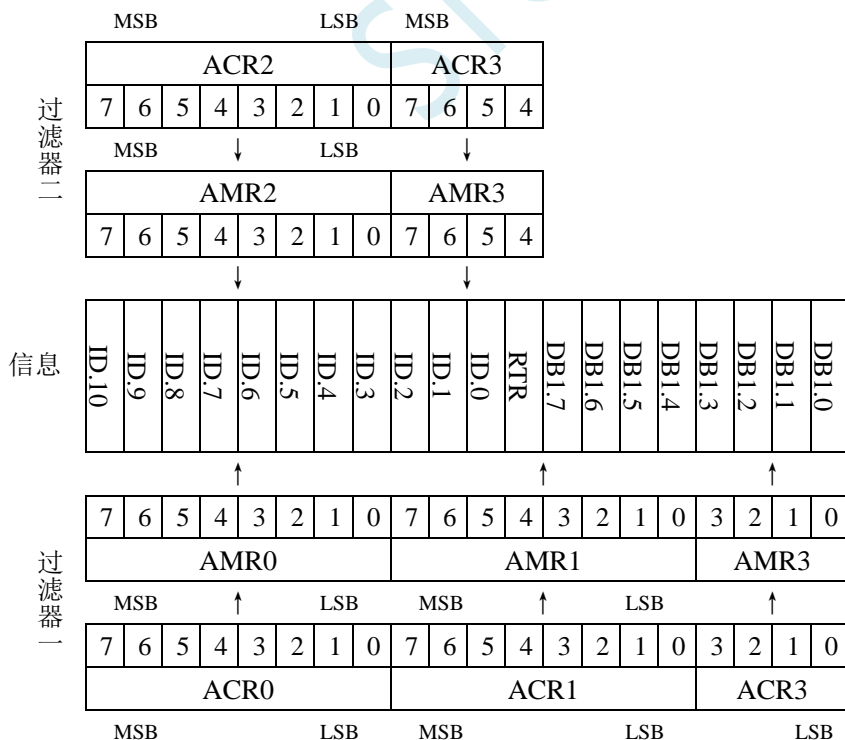 MSB LSB MSB
ACR2 ACR3
7 6 5 4 3 2 1 0 7 6 5 4
过滤器二
MSB LSB
AMR2 AMR3
7 6 5 4 3 2 1 0 7 6 5 4
信息
ID.10 ID.9 ID.8 ID.7 ID.6 ID.5 ID.4 ID.3 ID.2 ID.1 ID.0 RTR DB1.7 DB1.6 DB1.5 DB1.4 DB1.3 DB1.2 DB1.1 DB1.0
7 6 5 4 3 2 1 0 7 6 5 4 3 2 1 0 3 2 1 0
AMR0 AMR1 AMR3
过滤器一
MSB LSB MSB LSB
7 6 5 4 3 2 1 0 7 6 5 4 3 2 1 0 3 2 1 0
ACR0 ACR1 ACR3
MSB LSB MSB LSB LSB